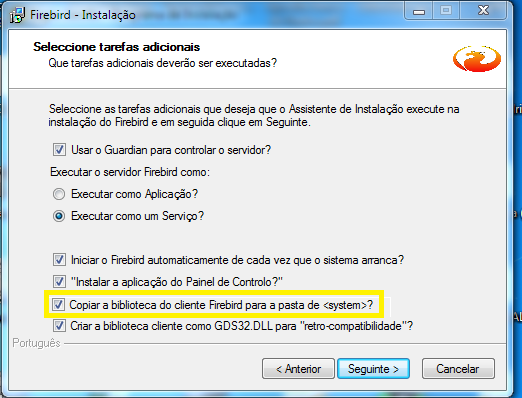 Firebird - Instalação
Seleccione tarefas adicionais
Que tarefas adicionais deverão ser executadas?
Seleccione as tarefas adicionais que deseja que o Assistente de Instalação execute na
instalação do Firebird e em seguida clique em Seguinte.
Usar o Guardian para controlar o servidor?
Executar o servidor Firebird como:
Executar como Aplicação?
Executar como um Serviço?
Iniciar o Firebird automaticamente de cada vez que o sistema arranca?
"Instalar a aplicação do Painel de Controlo?"
Copiar a biblioteca do cliente Firebird para a pasta de <system>?
Criar a biblioteca cliente como GDS32.DLL para "retro-compatibilidade"?
Português
< Anterior
Seguinte >
Cancelar